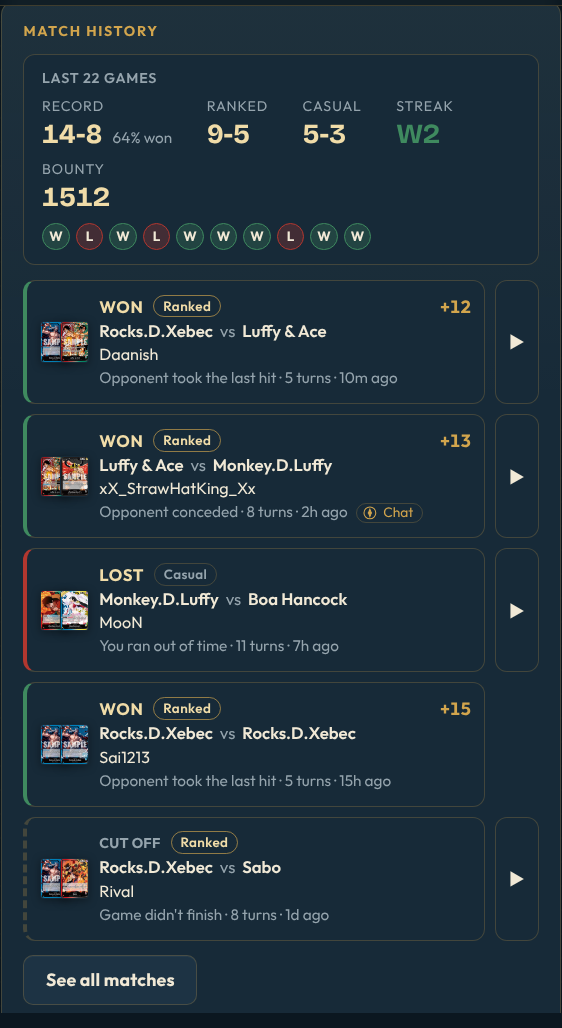 MATCH HISTORY
LAST 22 GAMES
RECORD RANKED CASUAL STREAK
14-8 64% won 9-5 5-3 W2
BOUNTY
1512
W L W L W W W L W W
WON Ranked +12
Rocks.D.Xebec vs Luffy & Ace
Daanish
Opponent took the last hit · 5 turns · 10m ago
WON Ranked +13
Luffy & Ace vs Monkey.D.Luffy
xX_StrawHatKing_Xx
Opponent conceded · 8 turns · 2h ago Chat
LOST Casual
Monkey.D.Luffy vs Boa Hancock
MooN
You ran out of time · 11 turns · 7h ago
WON Ranked +15
Rocks.D.Xebec vs Rocks.D.Xebec
Sai1213
Opponent took the last hit · 5 turns · 15h ago
CUT OFF Ranked
Rocks.D.Xebec vs Sabo
Rival
Game didn't finish · 8 turns · 1d ago
See all matches